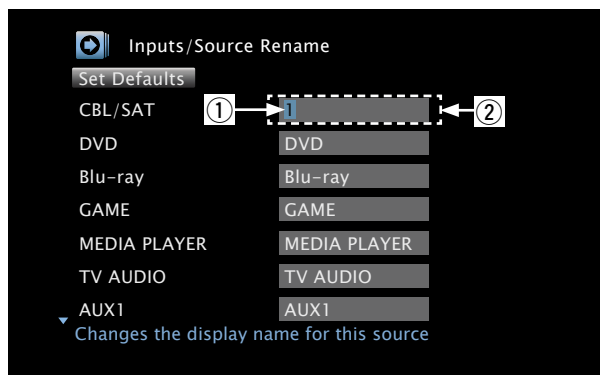 Inputs/Source Rename
Set Defaults
CBL/SAT ① 1 ②
DVD DVD
Blu-ray Blu-ray
GAME GAME
MEDIA PLAYER MEDIA PLAYER
TV AUDIO TV AUDIO
AUX1 AUX1
Changes the display name for this source